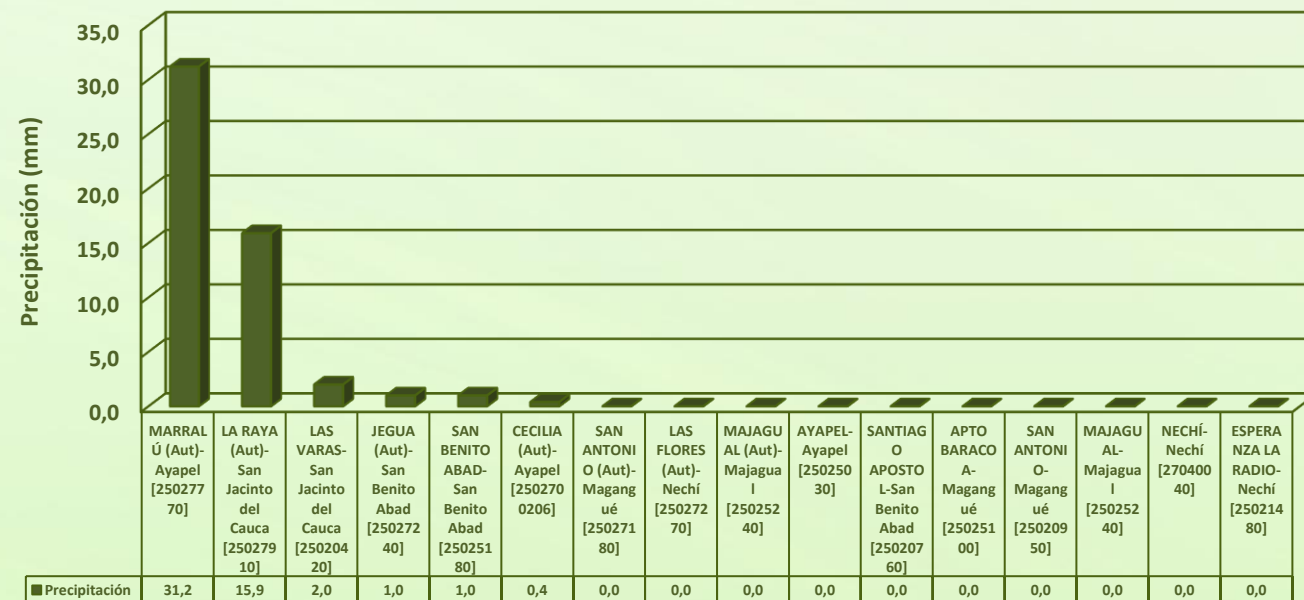 35,0
30,0
25,0
20,0
15,0
10,0
5,0
0,0
Precipitación (mm)
MARRAL
Ú (Aut)-
Ayapel
[250277
70]
LA RAYA
(Aut)-
San
Jacinto
del
Cauca
[250279
10]
LAS
VARAS-
San
Jacinto
del
Cauca
[250204
20]
JEGUA
(Aut)-
San
Benito
Abad
[250272
40]
SAN
BENITO
ABAD-
San
Benito
Abad
[250251
80]
CECILIA
(Aut)-
Ayapel
[250270
0206]
SAN
ANTONI
O (Aut)-
Magang
ué
[250271
80]
LAS
FLORES
(Aut)-
Nechí
[250272
70]
MAJAGU
AL (Aut)-
Majagua
l
[250252
40]
AYAPEL-
Ayapel
[250250
30]
SANTIAG
O
APOSTO
L-San
Benito
Abad
[250207
60]
APTO
BARACO
A-
Magang
ué
[250251
00]
SAN
ANTONI
O-
Magang
ué
[250209
50]
MAJAGU
AL-
Majagua
l
[250252
40]
NECHÍ-
Nechí
[270400
40]
ESPERA
NZA LA
RADIO-
Nechí
[250214
80]
Precipitación 31,2 15,9 2,0 1,0 1,0 0,4 0,0 0,0 0,0 0,0 0,0 0,0 0,0 0,0 0,0 0,0